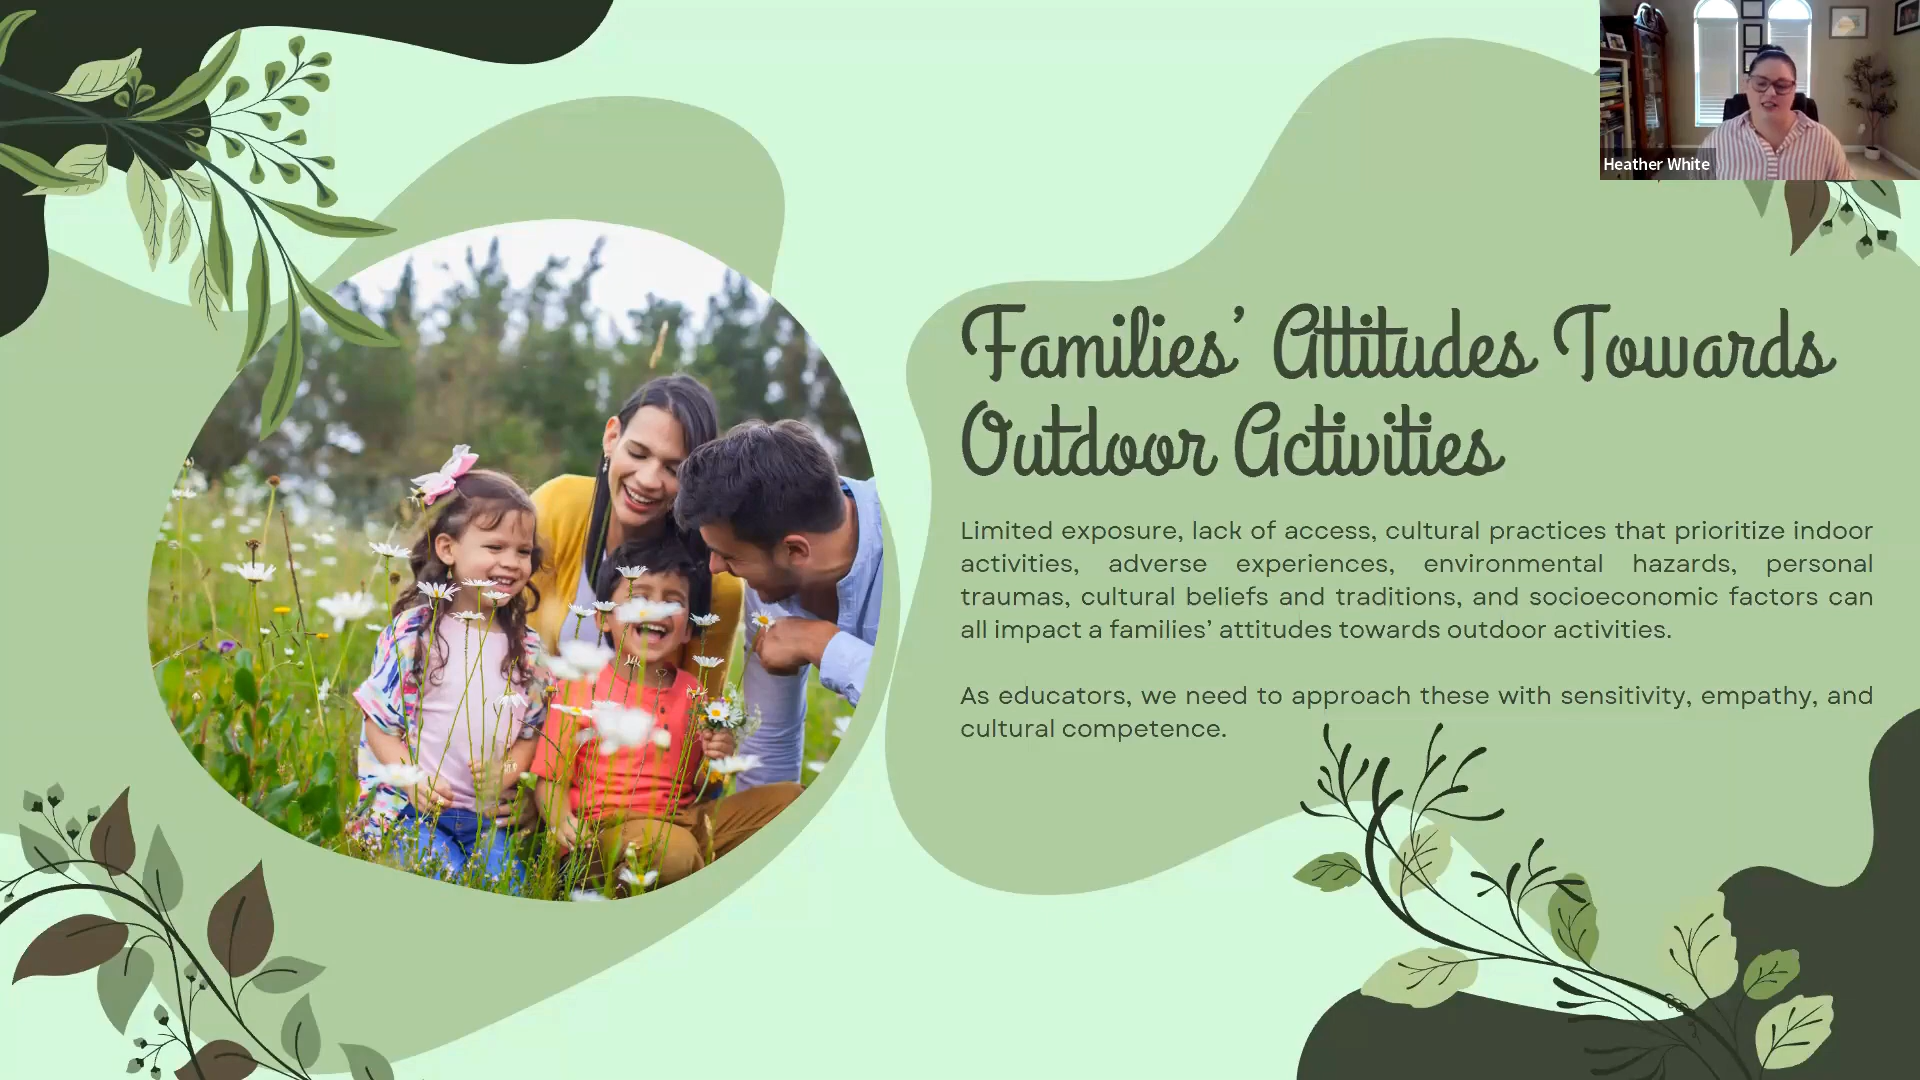 Heather White
Families’ Attitudes Towards
Outdoor Activities
Limited exposure, lack of access, cultural practices that prioritize indoor
activities, adverse experiences, environmental hazards, personal
traumas, cultural beliefs and traditions, and socioeconomic factors can
all impact a families’ attitudes towards outdoor activities.
As educators, we need to approach these with sensitivity, empathy, and
cultural competence.